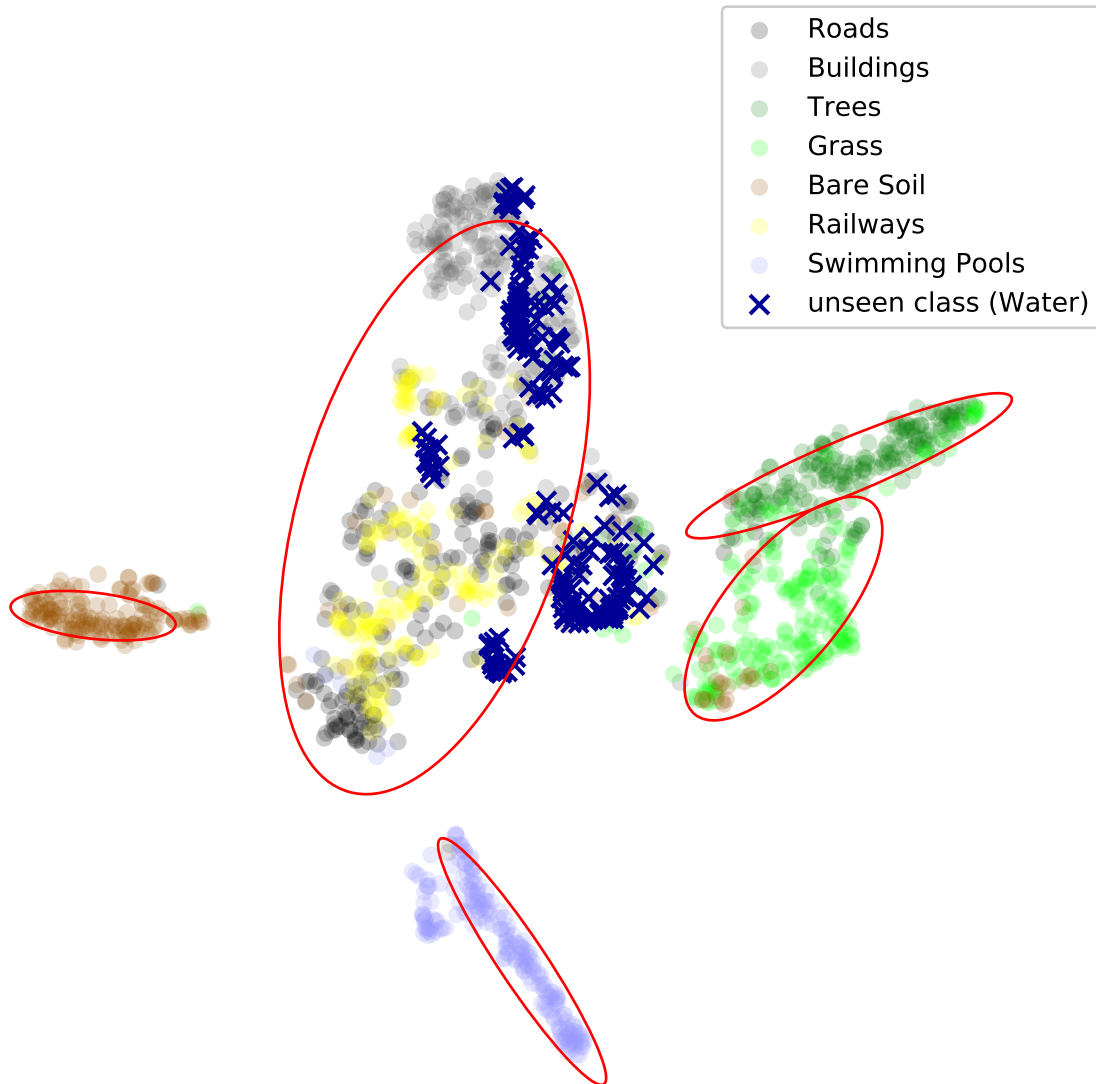 Roads
Buildings
Trees
Grass
Bare Soil
Railways
Swimming Pools
unseen class (Water)